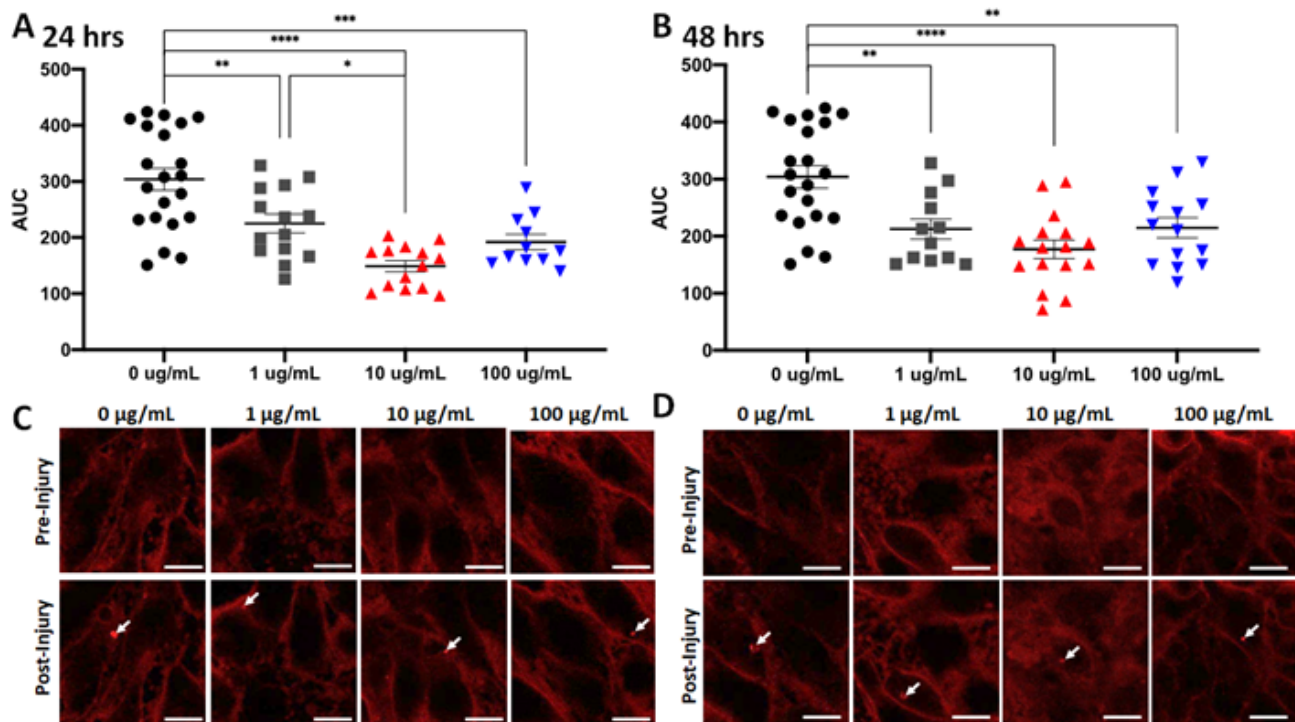 A 24 hrs
***
****
** *
AUC
500
400
300
200
100
0
0 ug/mL 1 ug/mL 10 ug/mL 100 ug/mL
B 48 hrs
**
****
**
AUC
500
400
300
200
100
0
0 ug/mL 1 ug/mL 10 ug/mL 100 ug/mL
C 0 µg/mL 1 µg/mL 10 µg/mL 100 µg/mL
Pre-Injury
Post-Injury
D 0 µg/mL 1 µg/mL 10 µg/mL 100 µg/mL
Pre-Injury
Post-Injury